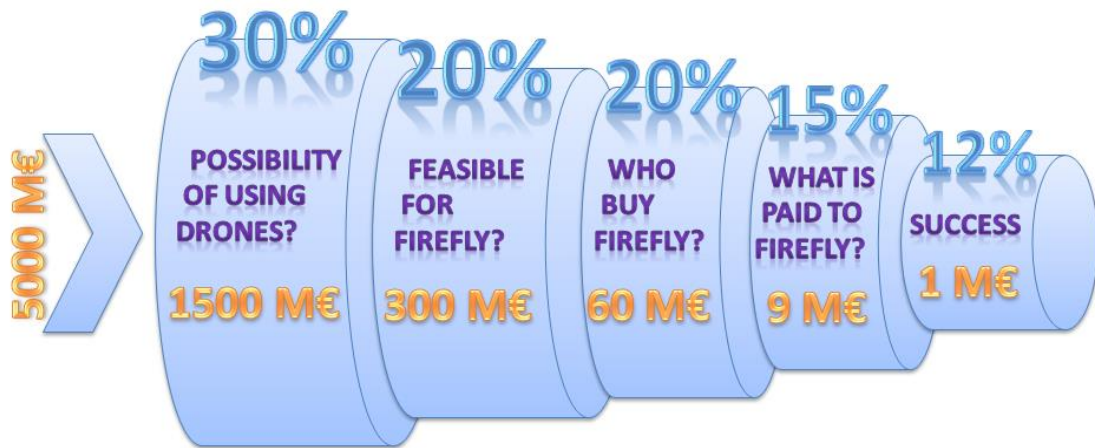 5000 M€
30%
POSSIBILITY
OF USING
DRONES?
1500 M€
20%
FEASIBLE
FOR
FIREFLY?
300 M€
20%
WHO
BUY
FIREFLY?
60 M€
15%
WHAT IS
PAID TO
FIREFLY?
9 M€
12%
SUCCESS
1 M€